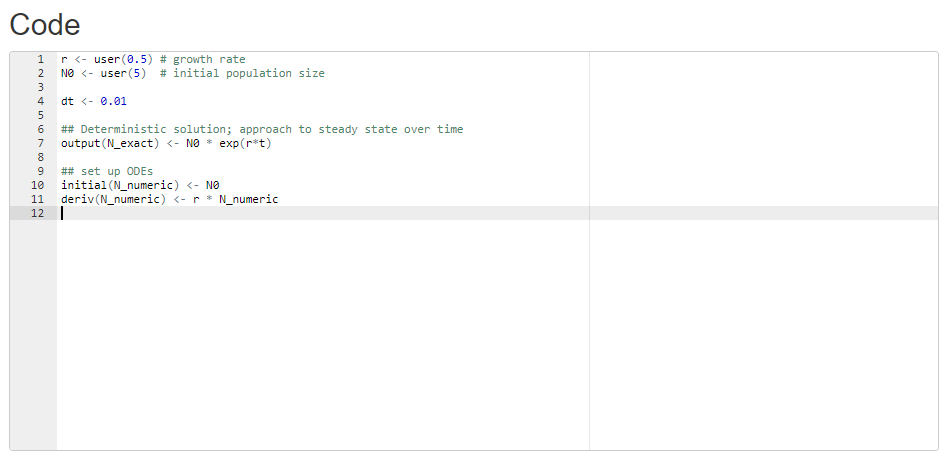 Code
1 r <- user(0.5) # growth rate
2 N0 <- user(5)  # initial population size
3
4 dt <- 0.01
5
6 ## Deterministic solution; approach to steady state over time
7 output(N_exact) <- N0 * exp(r*t)
8
9 ## set up ODEs
10 initial(N_numeric) <- N0
11 deriv(N_numeric) <- r * N_numeric
12